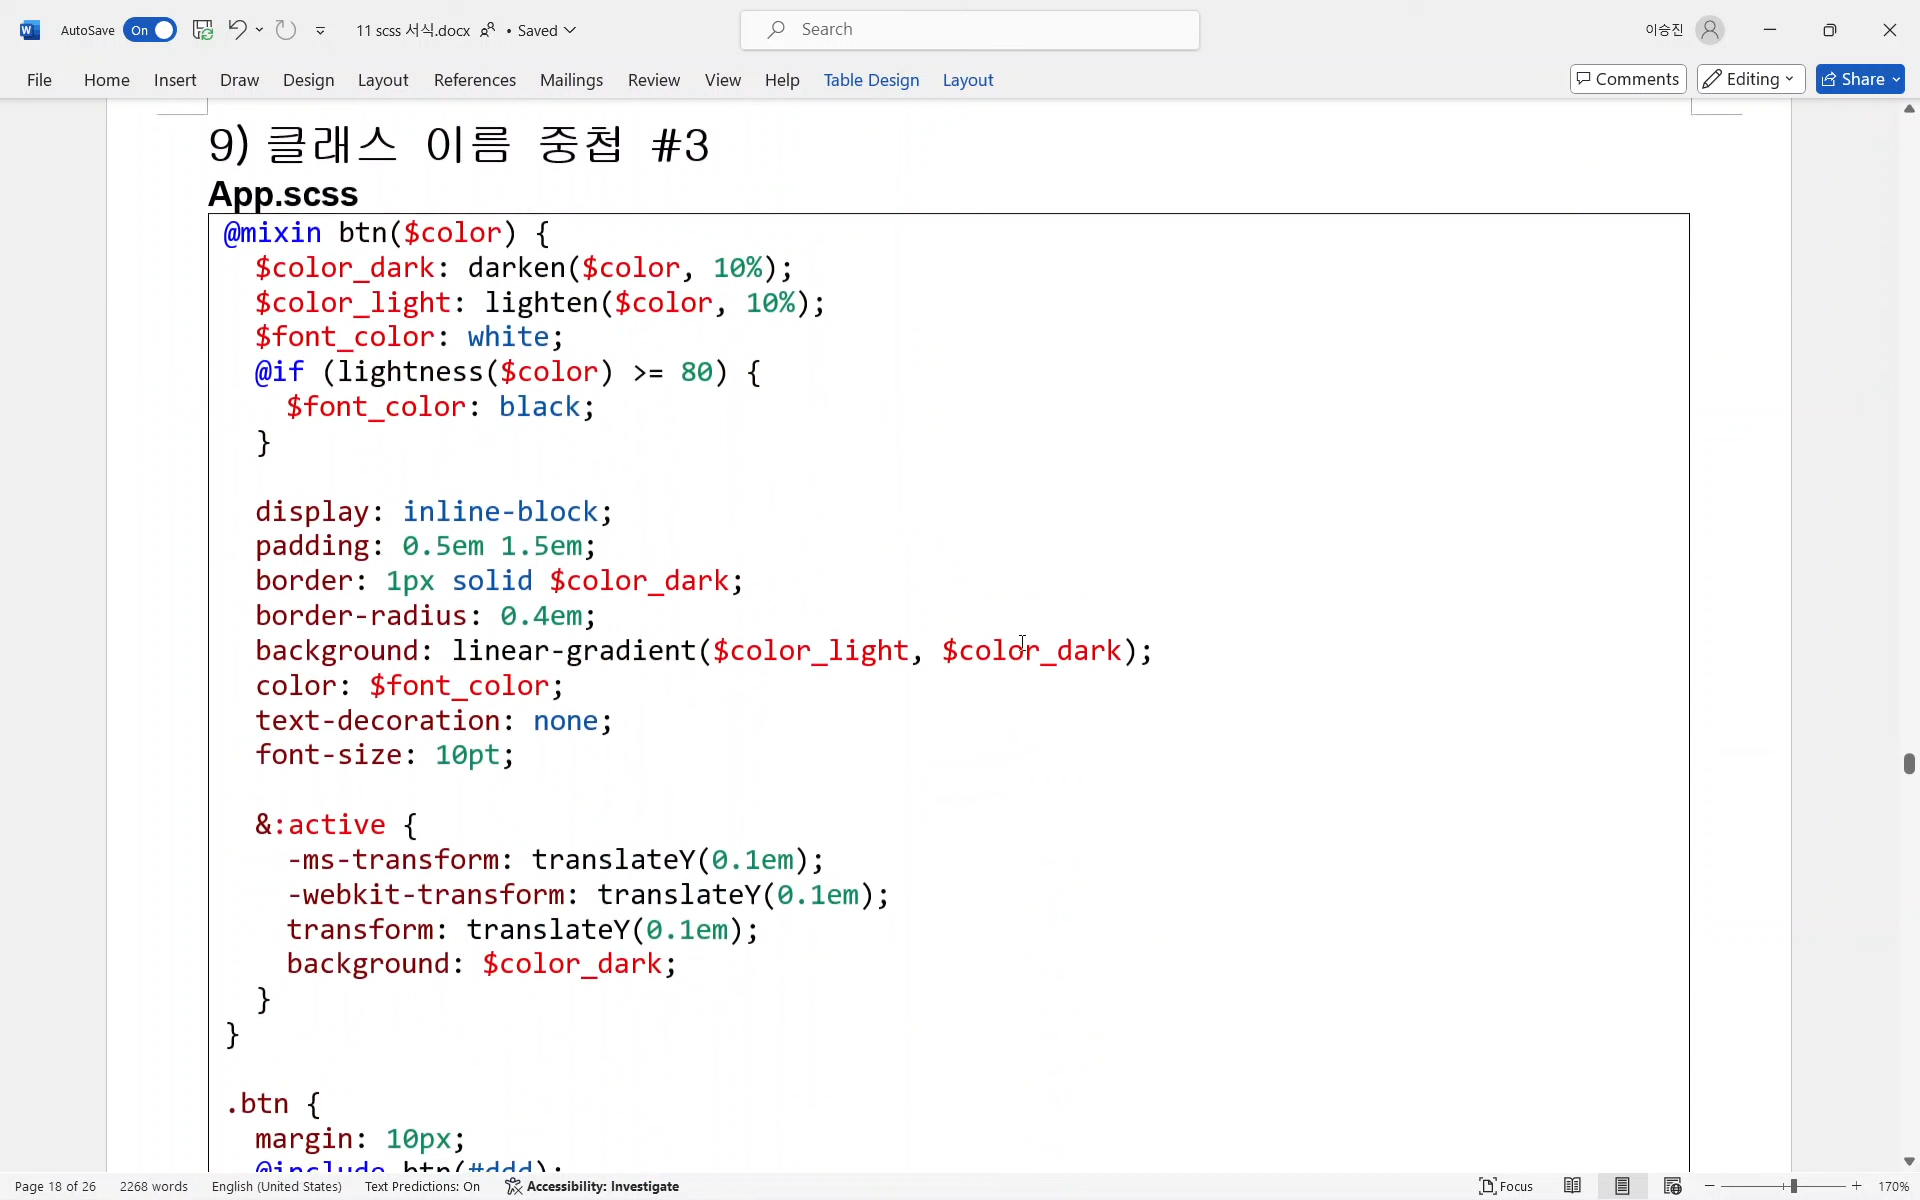 AutoSave On 11 scss 서식.docx • Saved Search 이승진
File Home Insert Draw Design Layout References Mailings Review View Help Table Design Layout Comments Editing Share
9) 클래스 이름 중첩 #3
App.scss
@mixin btn($color) {
$color_dark: darken($color, 10%);
$color_light: lighten($color, 10%);
$font_color: white;
@if (lightness($color) >= 80) {
$font_color: black;
}
display: inline-block;
padding: 0.5em 1.5em;
border: 1px solid $color_dark;
border-radius: 0.4em;
background: linear-gradient($color_light, $color_dark);
color: $font_color;
text-decoration: none;
font-size: 10pt;
&:active {
-ms-transform: translateY(0.1em);
-webkit-transform: translateY(0.1em);
transform: translateY(0.1em);
background: $color_dark;
}
}
.btn {
margin: 10px;
@include btn(#ddd);
Page 18 of 26 2268 words English (United States) Text Predictions: On Accessibility: Investigate Focus 170%